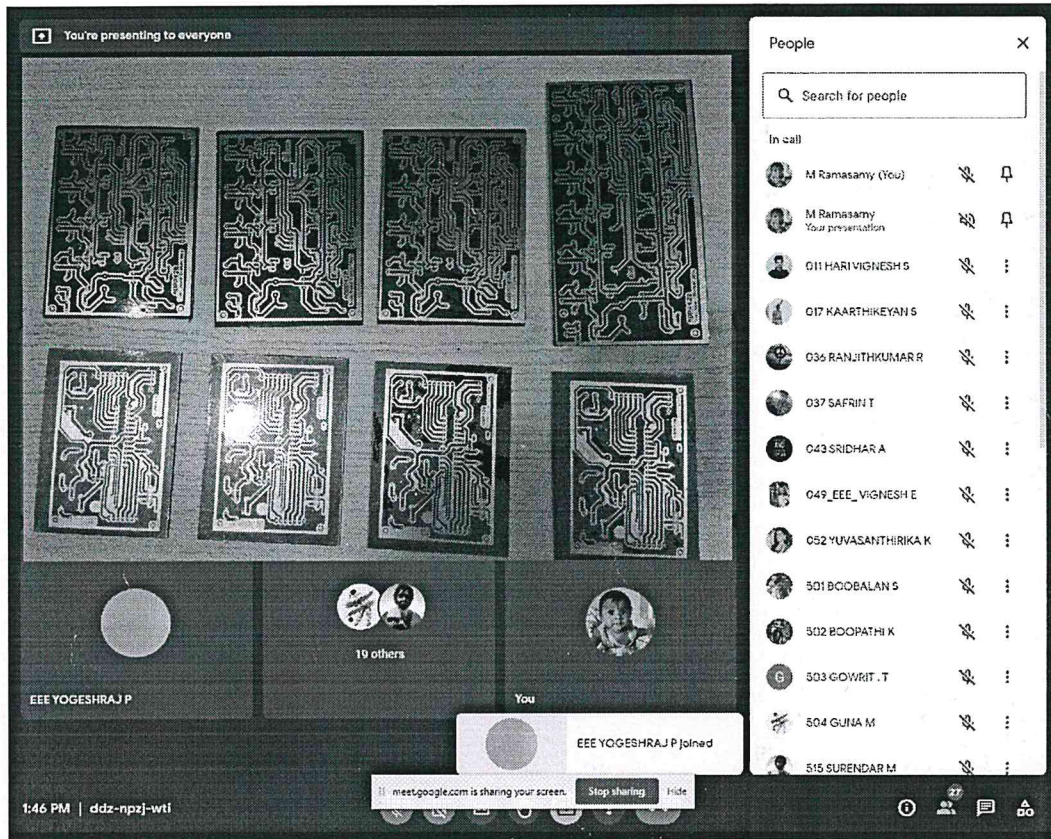 You're presenting to everyone
People
Search for people
In call
M Ramasamy (You)
M Ramasamy
Your presentation
011 HARI VIGNESH S
017 KAARTHIKEYAN S
036 RANJITHKUMAR R
037 SAFRIN T
043 SRIDHAR A
049_EEE_ VIGNESH E
052 YUVASANTHIRIKA K
501 BOOBALAN S
502 BOOPATHI K
G
503 GOWRI T . T
504 GUNA M
515 SURENDAR M
19 others
EEE YOGESHRAJ P
You
EEE YOGESHRAJ P joined
meet.google.com is sharing your screen.
Stop sharing
Hide
1:46 PM | ddz-npzj-wti
27